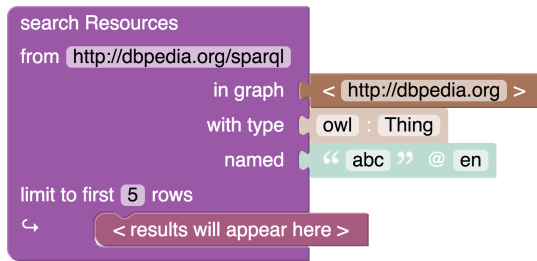 search Resources
from http://dbpedia.org/sparql
in graph < http://dbpedia.org >
with type owl : Thing
named “ abc ” @ en
limit to first 5 rows
↪ < results will appear here >